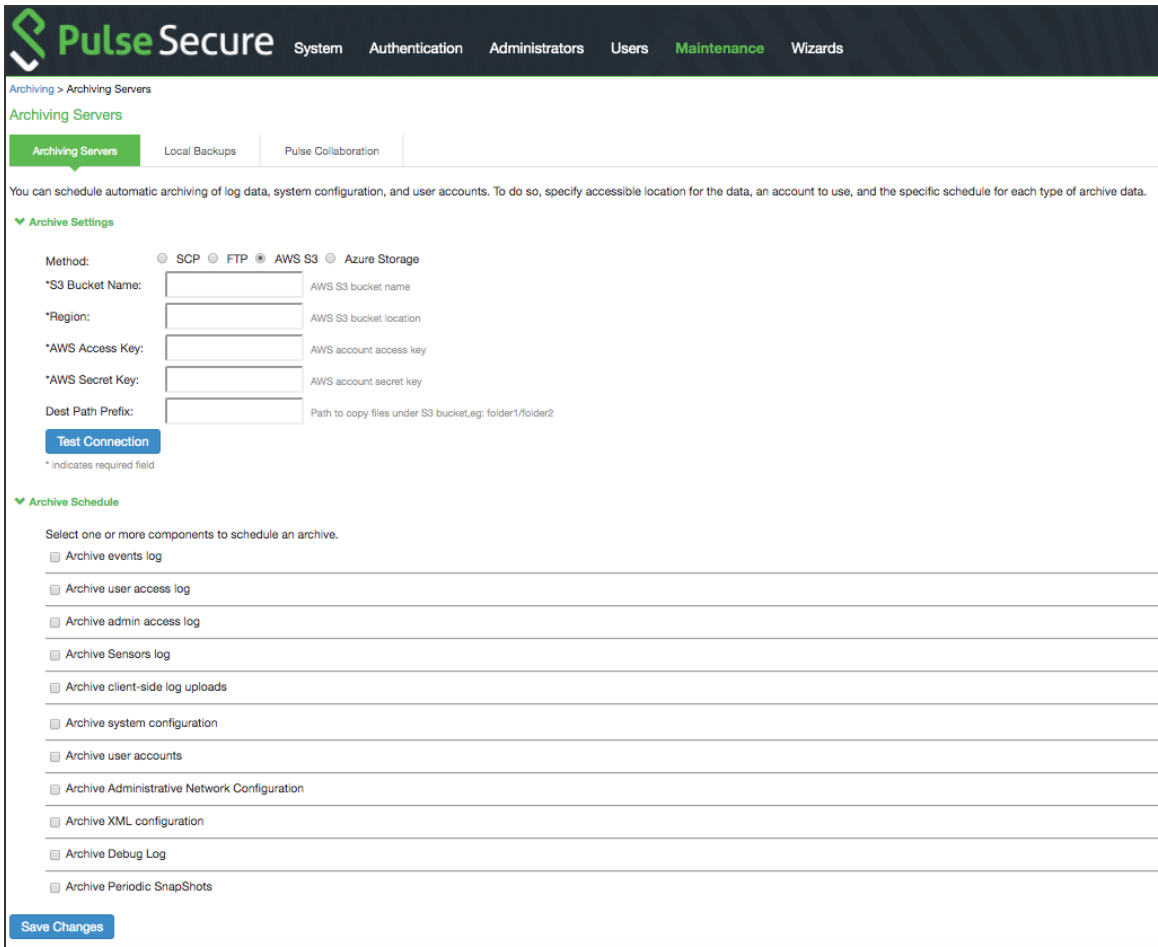 Pulse Secure System Authentication Administrators Users Maintenance Wizards
Archiving > Archiving Servers
Archiving Servers
Archiving Servers Local Backups Pulse Collaboration
You can schedule automatic archiving of log data, system configuration, and user accounts. To do so, specify accessible location for the data, an account to use, and the specific schedule for each type of archive data.
Archive Settings
Method: SCP FTP AWS S3 Azure Storage
*S3 Bucket Name: AWS S3 bucket name
*Region: AWS S3 bucket location
*AWS Access Key: AWS account access key
*AWS Secret Key: AWS account secret key
Dest Path Prefix: Path to copy files under S3 bucket,eg: folder1/folder2
Test Connection
* indicates required field
Archive Schedule
Select one or more components to schedule an archive.
Archive events log
Archive user access log
Archive admin access log
Archive Sensors log
Archive client-side log uploads
Archive system configuration
Archive user accounts
Archive Administrative Network Configuration
Archive XML configuration
Archive Debug Log
Archive Periodic SnapShots
Save Changes